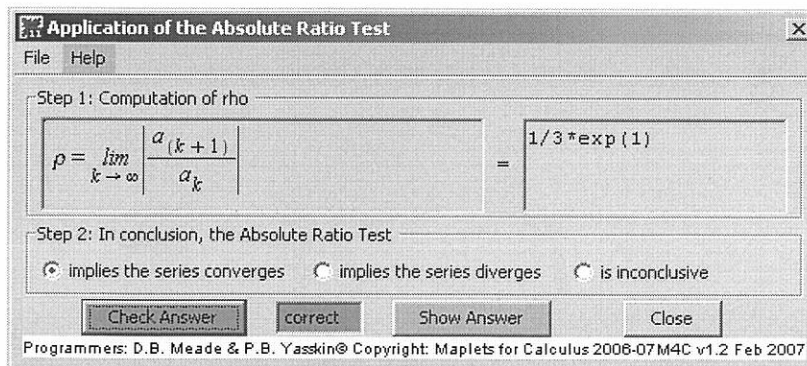 Application of the Absolute Ratio Test
File Help
Step 1: Computation of rho
ρ = lim k → ∞ | a (k + 1) / a k | = 1/3*exp(1)
Step 2: In conclusion, the Absolute Ratio Test
implies the series converges implies the series diverges is inconclusive
Check Answer correct Show Answer Close
Programmers: D.B. Meade & P.B. Yasskin© Copyright: Maplets for Calculus 2006-07 M4C v1.2 Feb 2007